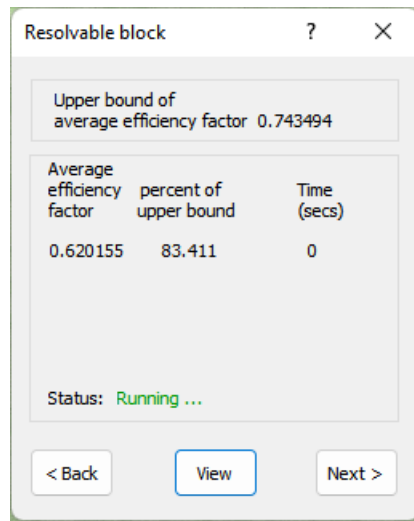 Resolvable block ? ×
Upper bound of
average efficiency factor 0.743494
Average
efficiency percent of Time
factor upper bound (secs)
0.620155 83.411 0
Status: Running ...
< Back View Next >